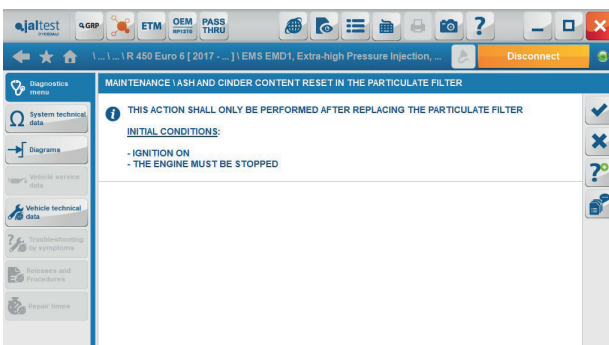 jaltest
GRP
ETM
OEM
RP1210
PASS
THRU
?
\ ... \ ... \ R 450 Euro 6 [ 2017 - ... ] \ EMS EMD1, Extra-high Pressure Injection, ...
Disconnect
Diagnostics
menu
MAINTENANCE \ ASH AND CINDER CONTENT RESET IN THE PARTICULATE FILTER
System technical
data
Diagrams
Vehicle service
data
Vehicle technical
data
Troubleshooting
by symptoms
Releases and
Procedures
Repair times
THIS ACTION SHALL ONLY BE PERFORMED AFTER REPLACING THE PARTICULATE FILTER
INITIAL CONDITIONS:
- IGNITION ON
- THE ENGINE MUST BE STOPPED